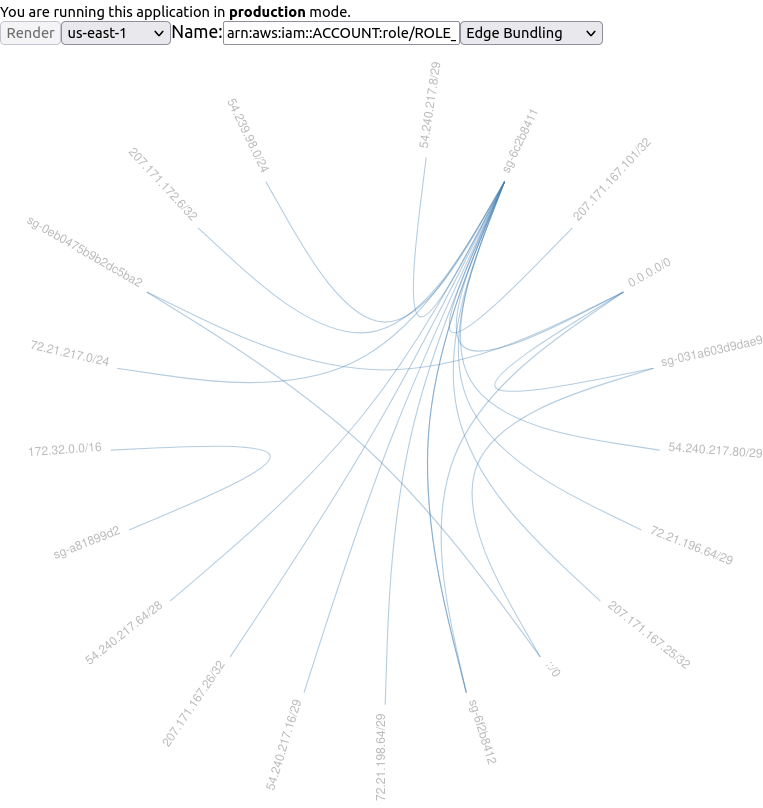 You are running this application in production mode.
Render us-east-1 Name: arn:aws:iam::ACCOUNT:role/ROLE_ Edge Bundling
54.240.217.8/29
sg-6c2b8411
54.239.98.0/24
207.171.167.101/32
207.171.172.6/32
0.0.0.0/0
sg-0eb0475b9b2dc5ba2
sg-031a603d9dae9
72.21.217.0/24
172.32.0.0/16
54.240.217.80/29
sg-a81899d2
72.21.196.64/29
54.240.217.64/28
207.171.167.25/32
207.171.167.26/32
::/0
54.240.217.16/29
72.21.198.64/29
sg-6f2b8412